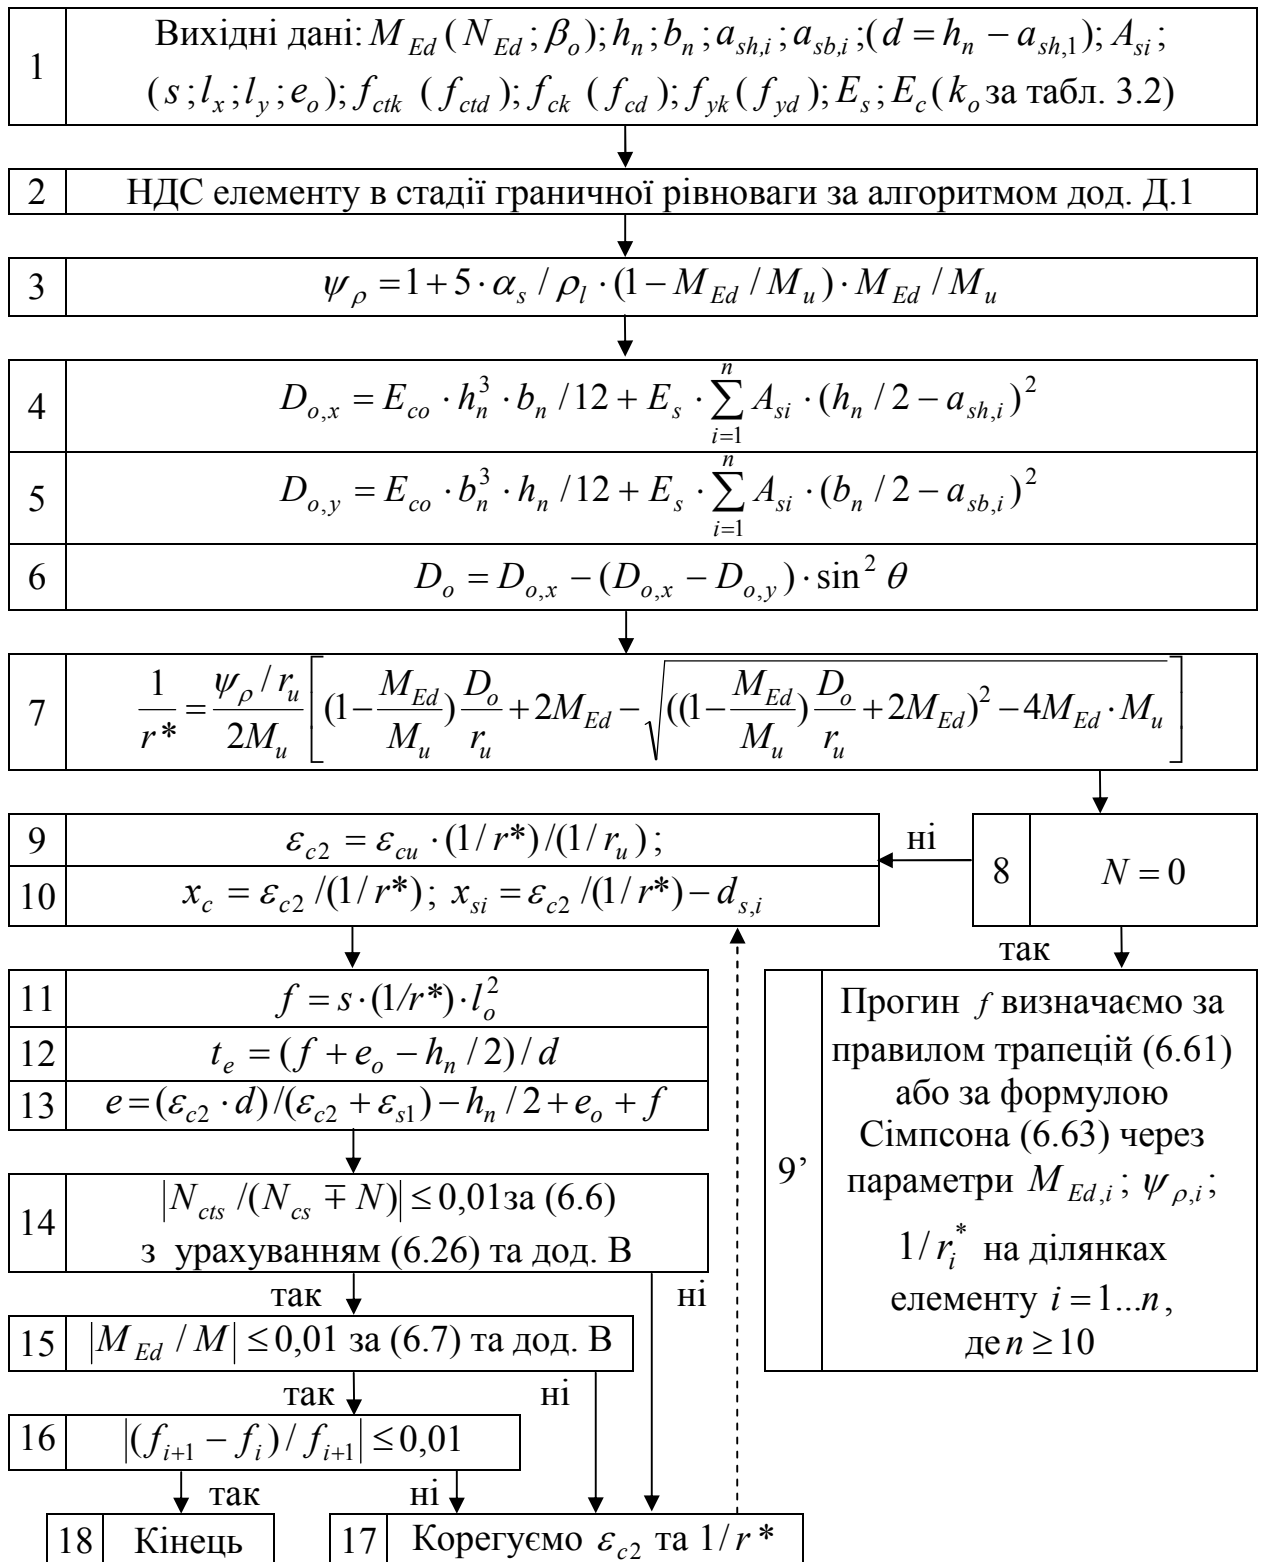 1 Вихідні дані: M_Ed (N_Ed; β_o); h_n; b_n; a_sh,i; a_sb,i; (d = h_n − a_sh,1); A_si;
(s; l_x; l_y; e_o); f_ctk (f_ctd); f_ck (f_cd); f_yk (f_yd); E_s; E_c (k_o за табл. 3.2)
2 НДС елементу в стадії граничної рівноваги за алгоритмом дод. Д.1
3 ψ_ρ = 1 + 5 · α_s / ρ_l · (1 − M_Ed / M_u) · M_Ed / M_u
4 D_o,x = E_co · h_n^3 · b_n / 12 + E_s · ∑_{i=1}^{n} A_si · (h_n / 2 − a_sh,i)^2
5 D_o,y = E_co · b_n^3 · h_n / 12 + E_s · ∑_{i=1}^{n} A_si · (b_n / 2 − a_sb,i)^2
6 D_o = D_o,x − (D_o,x − D_o,y) · sin^2 θ
7 \frac{1}{r*} = \frac{ψ_ρ / r_u}{2M_u} [ (1 − \frac{M_Ed}{M_u}) \frac{D_o}{r_u} + 2M_Ed − \sqrt{((1 − \frac{M_Ed}{M_u}) \frac{D_o}{r_u} + 2M_Ed)^2 − 4M_Ed · M_u} ]
9 ε_c2 = ε_cu · (1/r*)/(1/r_u);
10 x_c = ε_c2 /(1/r*); x_si = ε_c2 /(1/r*) − d_s,i
ні
8 N = 0
так
11 f = s · (1/r*) · l_o^2
12 t_e = (f + e_o − h_n / 2) / d
13 e = (ε_c2 · d)/(ε_c2 + ε_s1) − h_n / 2 + e_o + f
9’ Прогин f визначаємо за
правилом трапецій (6.61)
або за формулою
Сімпсона (6.63) через
параметри M_Ed,i; ψ_ρ,i;
1/r_i^* на ділянках
елементу i = 1...n,
де n ≥ 10
14 |N_cts /(N_cs ∓ N)| ≤ 0,01 за (6.6)
з урахуванням (6.26) та дод. В
так
ні
15 |M_Ed / M| ≤ 0,01 за (6.7) та дод. В
так
ні
16 |(f_{i+1} − f_i) / f_{i+1}| ≤ 0,01
так
ні
18 Кінець
17 Корегуємо ε_c2 та 1/r*